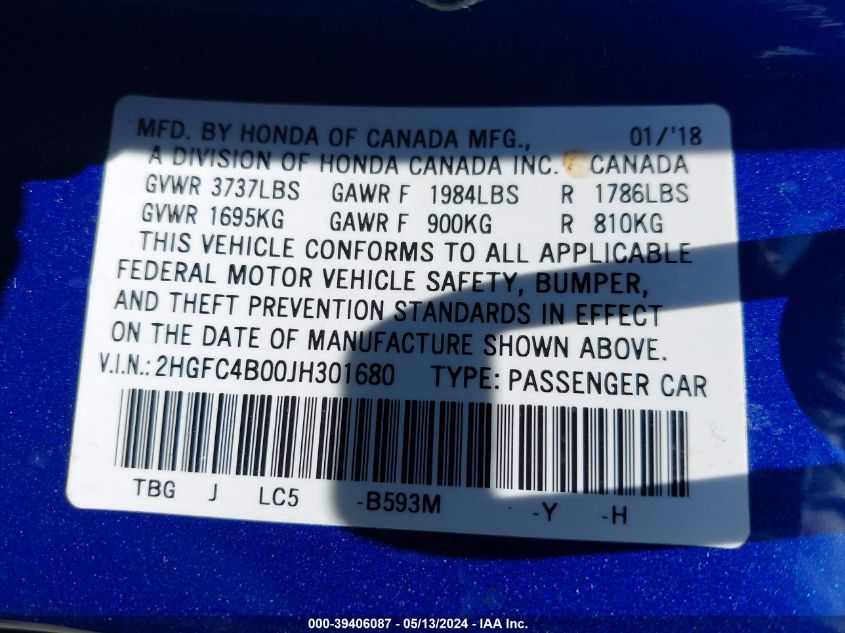 MFD. BY HONDA OF CANADA MFG., 01/'18
A DIVISION OF HONDA CANADA INC. CANADA
GVWR 3737LBS GAWR F 1984LBS R 1786LBS
GVWR 1695KG GAWR F 900KG R 810KG
THIS VEHICLE CONFORMS TO ALL APPLICABLE
FEDERAL MOTOR VEHICLE SAFETY, BUMPER,
AND THEFT PREVENTION STANDARDS IN EFFECT
ON THE DATE OF MANUFACTURE SHOWN ABOVE.
V.I.N.: 2HGFC4B00JH301680 TYPE: PASSENGER CAR
TBG J LC5 -B593M -Y -H
000-39406087 - 05/13/2024 - IAA Inc.